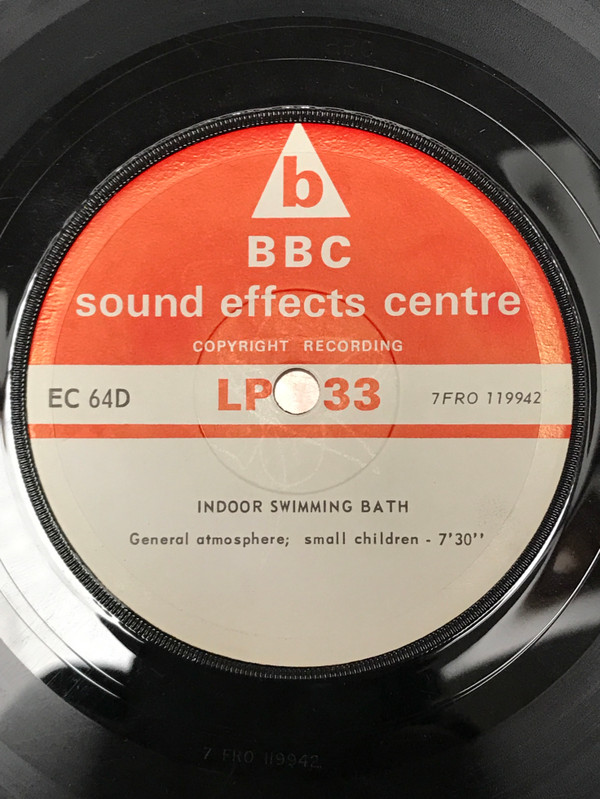 b
BBC
sound effects centre
COPYRIGHT RECORDING
EC 64D LP 33 7FRO 119942
INDOOR SWIMMING BATH
General atmosphere; small children - 7'30''
7 FRO 119942